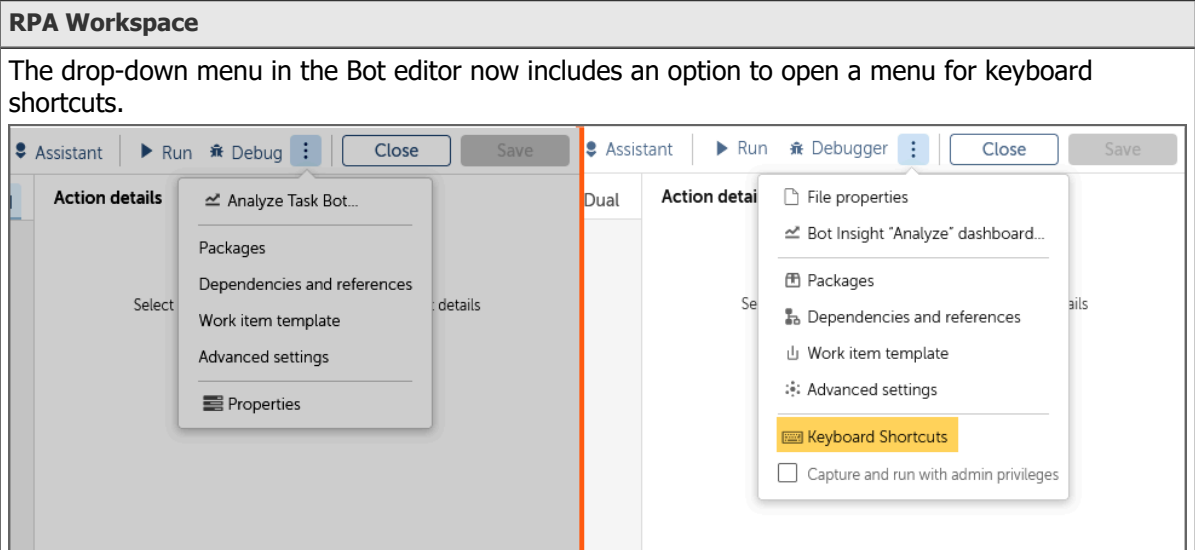 RPA Workspace
The drop-down menu in the Bot editor now includes an option to open a menu for keyboard
shortcuts.
Assistant Run Debug Close Save
Action details
Analyze Task Bot...
Packages
Dependencies and references
Select details
Work item template
Advanced settings
Properties
Assistant Run Debugger Close Save
Dual Action detai
File properties
Bot Insight "Analyze" dashboard...
Packages
Se ails
Dependencies and references
Work item template
Advanced settings
Keyboard Shortcuts
Capture and run with admin privileges